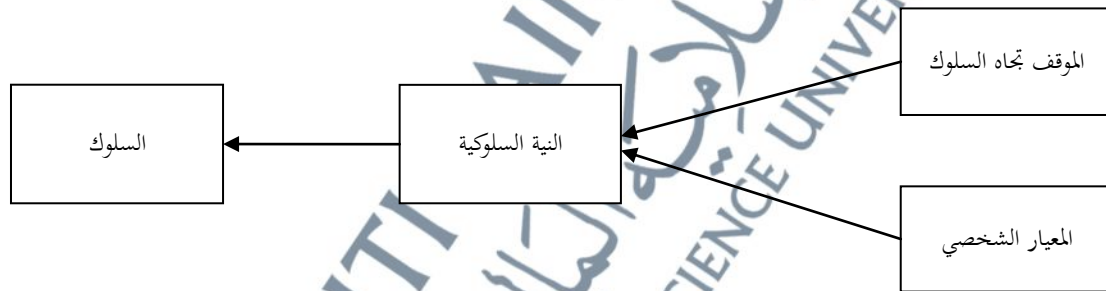 الموقف تجاه السلوك
النية السلوكية
السلوك
المعيار الشخصي